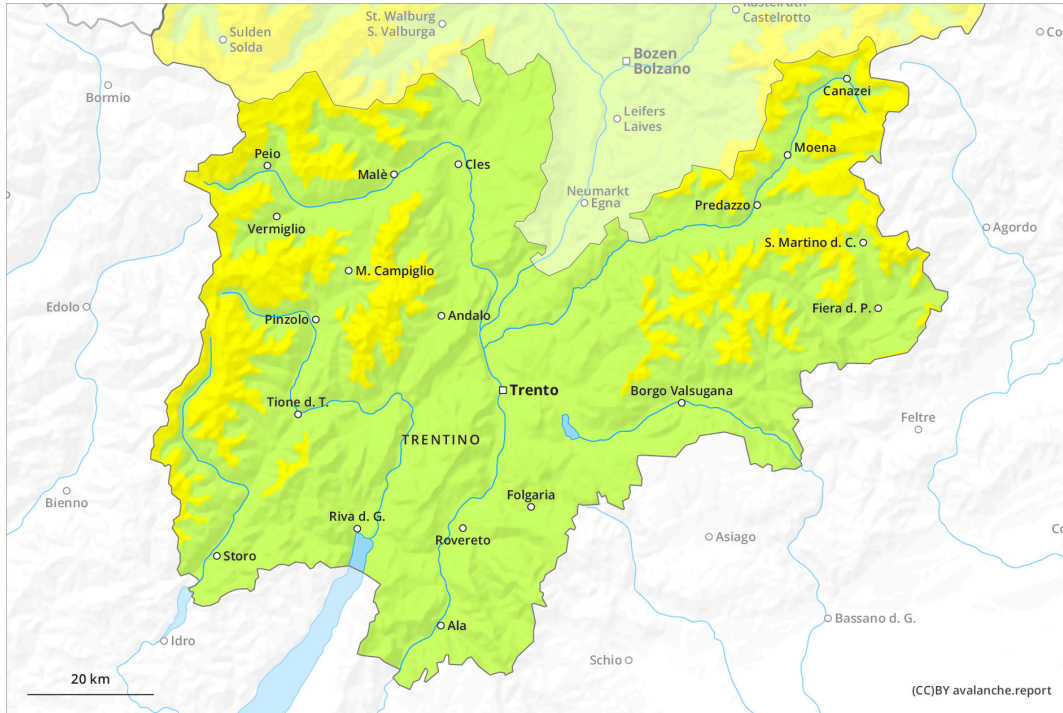 St. Walburg
S. Valburga
Kastelruth
Castelrotto
Sulden
Solda
Bozen
Bolzano
Canazei
Bormio
Leifers
Laives
Moena
Peio
Cles
Malè
Neumarkt
Egna
Predazzo
Vermiglio
Agordo
S. Martino d. C.
M. Campiglio
Edolo
Fiera d. P.
Pinzolo
Andalo
Trento
Borgo Valsugana
Tione d. T.
Feltre
TRENTINO
Bienno
Folgaria
Riva d. G.
Rovereto
Asiago
Storo
Bassano d. G.
Ala
Idro
Schio
20 km
(CC)BY avalanche.report